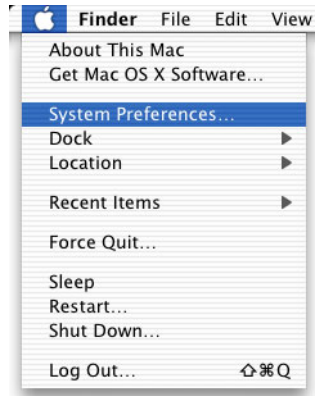 Finder File Edit View
About This Mac
Get Mac OS X Software...
System Preferences...
Dock
Location
Recent Items
Force Quit...
Sleep
Restart...
Shut Down...
Log Out... ⇧⌘Q